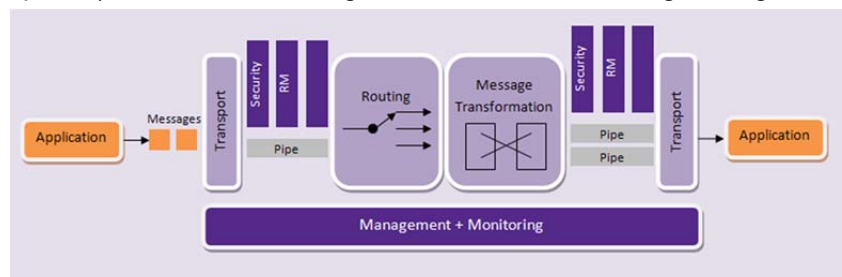 Application
Messages
Transport
Security
RM
Pipe
Routing
Message
Transformation
Security
RM
Pipe
Pipe
Transport
Application
Management + Monitoring